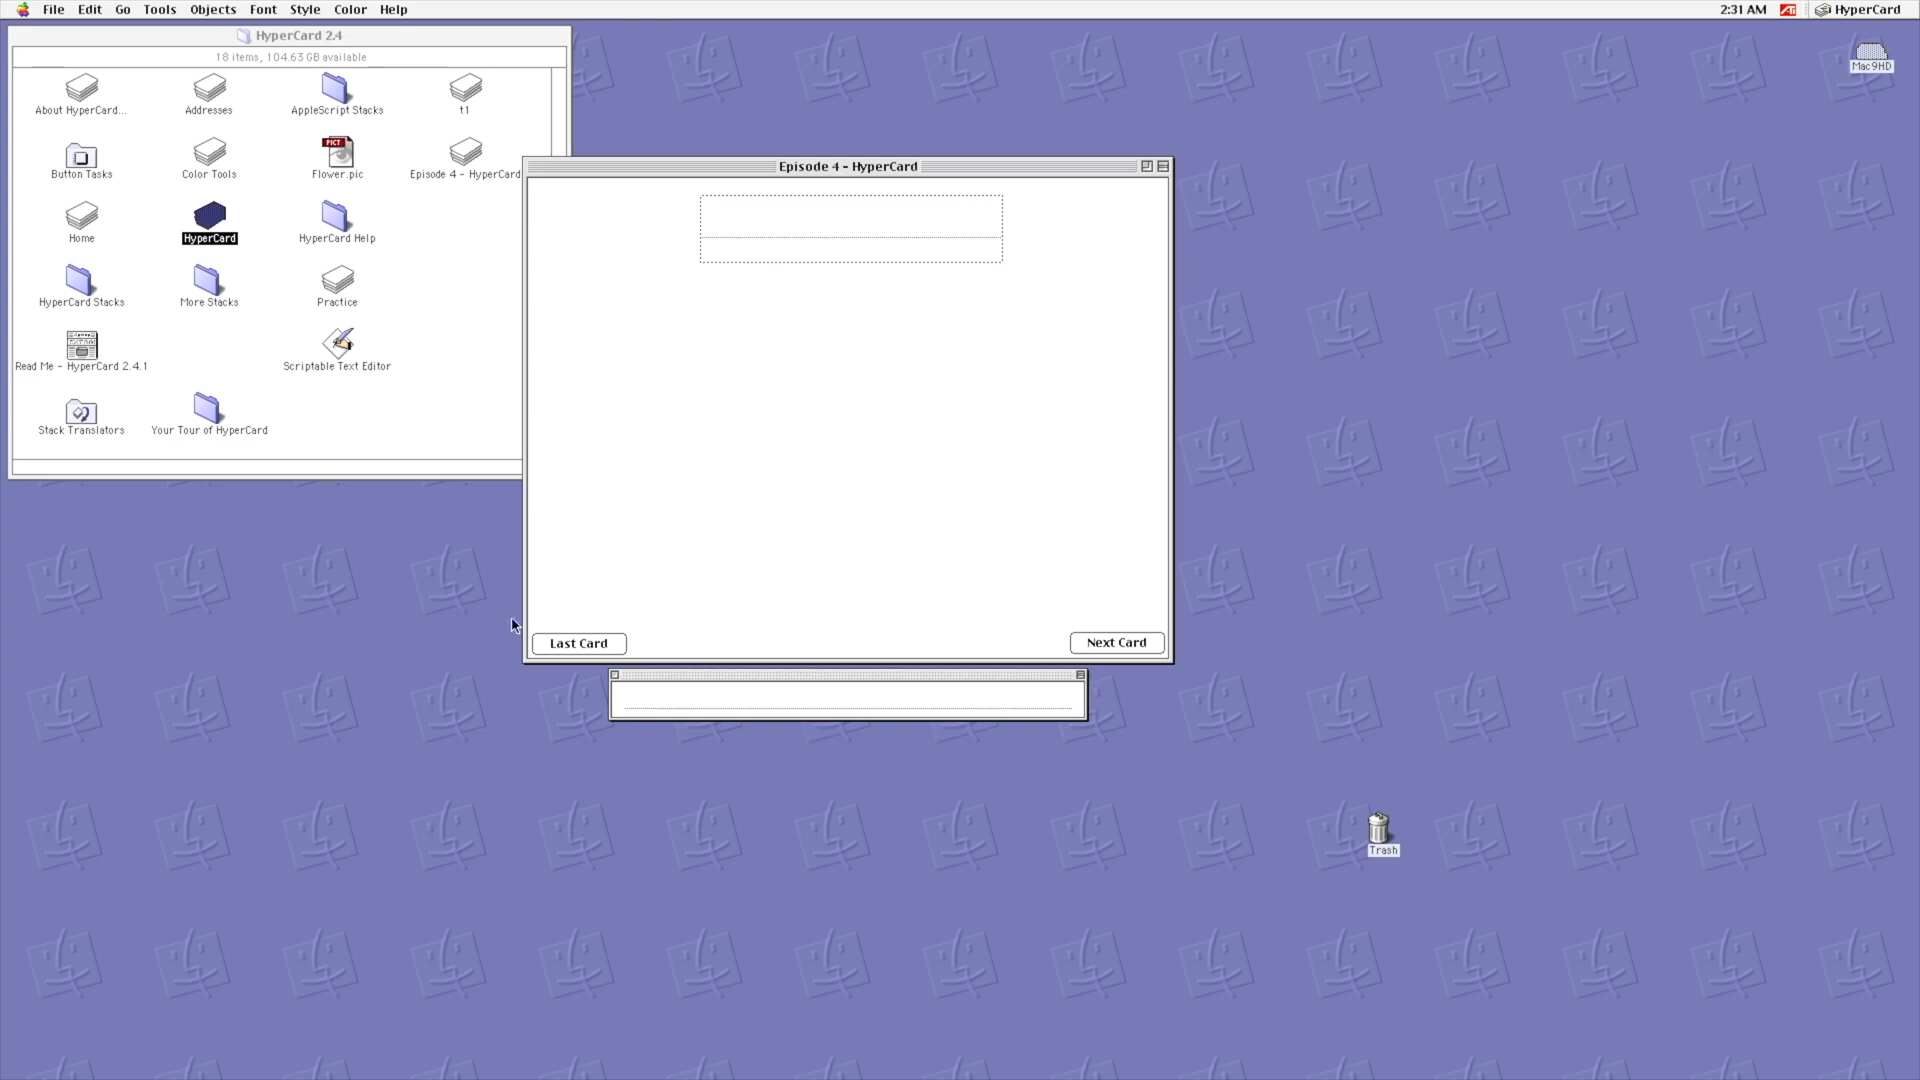 File Edit Go Tools Objects Font Style Color Help
2:31 AM
HyperCard
HyperCard 2.4
18 items, 104.63 GB available
About HyperCard...
Addresses
AppleScript Stacks
t1
Button Tasks
Color Tools
PICT
Flower.pic
Episode 4 - HyperCard
Home
HyperCard
HyperCard Help
HyperCard Stacks
More Stacks
Practice
Read Me - HyperCard 2.4.1
Scriptable Text Editor
Stack Translators
Your Tour of HyperCard
Episode 4 - HyperCard
Last Card
Next Card
Mac9HD
Trash